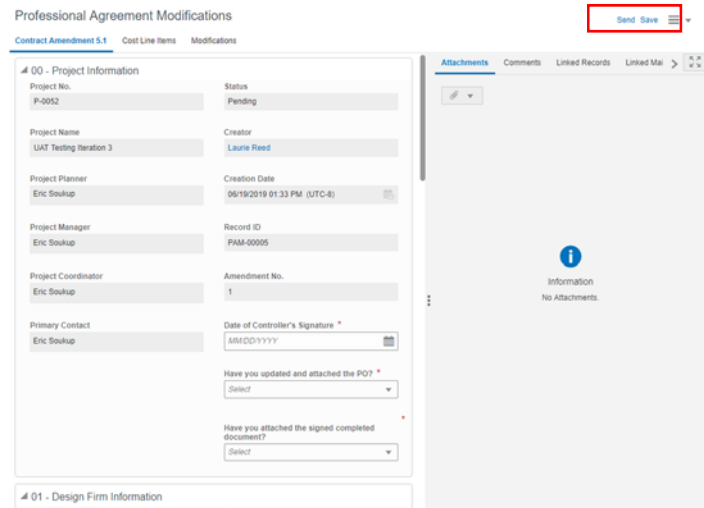 Professional Agreement Modifications
Send Save
Contract Amendment 5.1 Cost Line Items Modifications
Attachments Comments Linked Records Linked Mai
00 - Project Information
Project No. Status
P-0052 Pending
Project Name Creator
UAT Testing Iteration 3 Laurie Reed
Project Planner Creation Date
Eric Soukup 06/19/2019 01:33 PM (UTC-8)
Project Manager Record ID
Eric Soukup PAM-00005
Project Coordinator Amendment No.
Eric Soukup 1
Primary Contact Date of Controller's Signature *
Eric Soukup MM/DD/YYYY
Have you updated and attached the PO? *
Select
*
Have you attached the signed completed
document?
Select
Information
No Attachments.
01 - Design Firm Information